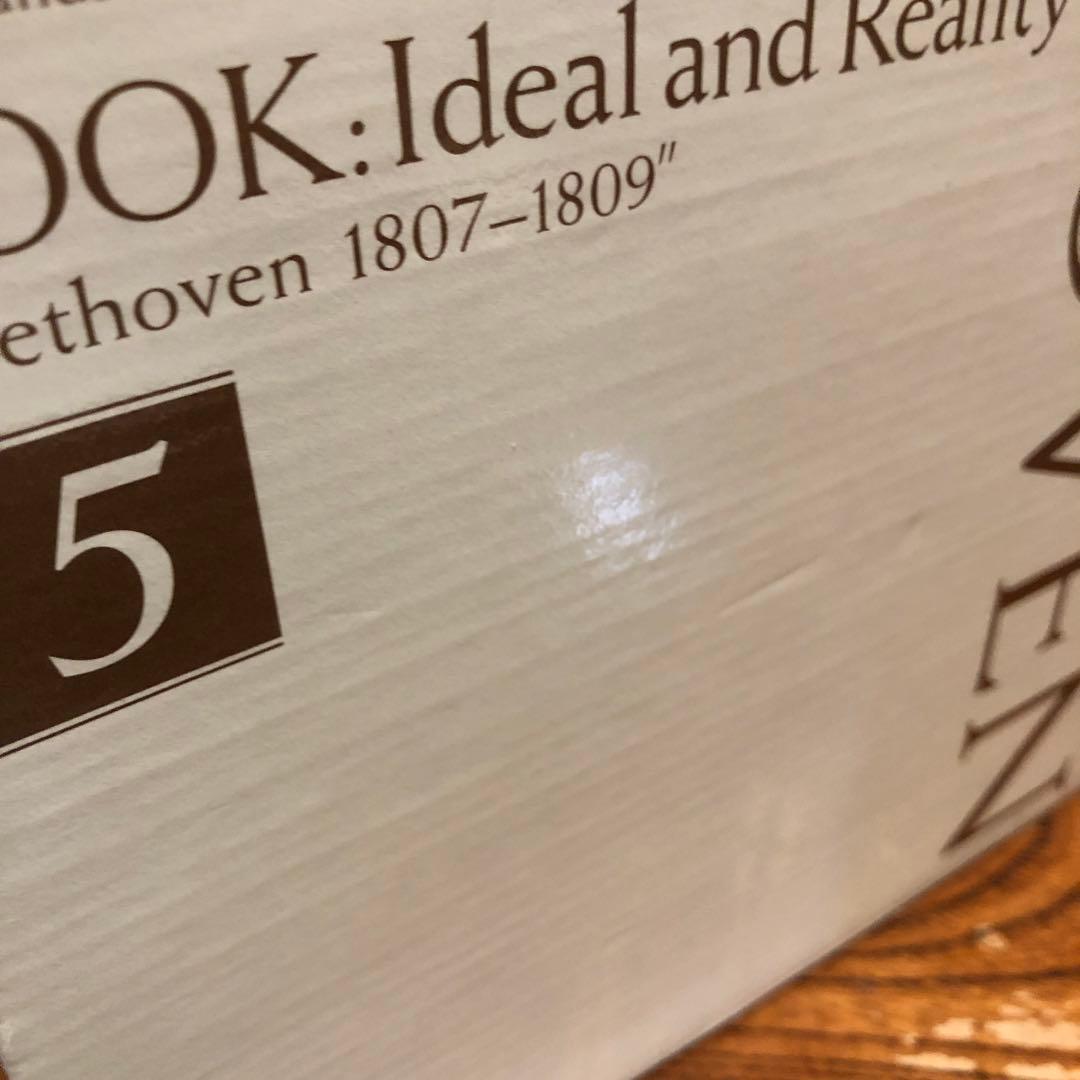 OOK: Ideal and Reality
ethoven 1807–1809"
5
VEN